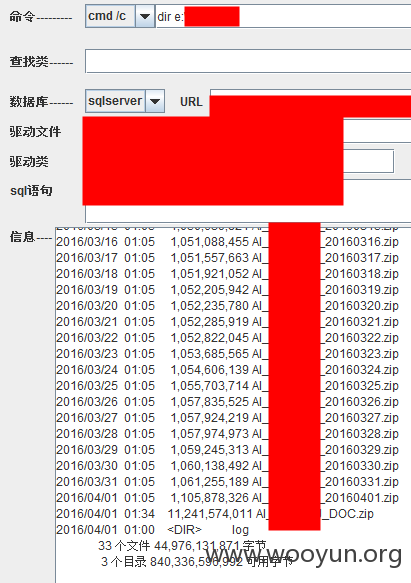 命令--------- cmd /c dir e:
查找类------
数据库------ sqlserver URL
驱动文件
驱动类
sql语句
信息----
2016/03/16 01:05 1,051,088,455 AI_ _20160316.zip
2016/03/17 01:05 1,051,557,663 AI_ _20160317.zip
2016/03/18 01:05 1,051,921,052 AI_ _20160318.zip
2016/03/19 01:05 1,052,205,942 AI_ _20160319.zip
2016/03/20 01:05 1,052,235,780 AI_ _20160320.zip
2016/03/21 01:05 1,052,285,919 AI_ _20160321.zip
2016/03/22 01:05 1,052,822,045 AI_ _20160322.zip
2016/03/23 01:05 1,053,685,565 AI_ _20160323.zip
2016/03/24 01:05 1,054,606,139 AI_ _20160324.zip
2016/03/25 01:05 1,055,703,714 AI_ _20160325.zip
2016/03/26 01:05 1,057,835,525 AI_ _20160326.zip
2016/03/27 01:05 1,057,924,219 AI_ _20160327.zip
2016/03/28 01:05 1,057,974,973 AI_ _20160328.zip
2016/03/29 01:05 1,059,245,313 AI_ _20160329.zip
2016/03/30 01:05 1,060,138,492 AI_ _20160330.zip
2016/03/31 01:05 1,061,255,189 AI_ _20160331.zip
2016/04/01 01:05 1,105,878,326 AI_ _20160401.zip
2016/04/01 01:34 11,241,574,011 AI_ _DOC.zip
2016/04/01 01:00 <DIR> log
33 个文件 44,976,131,871 字节
3 个目录 840,336,596,992 可用字节
www.wooyun.org